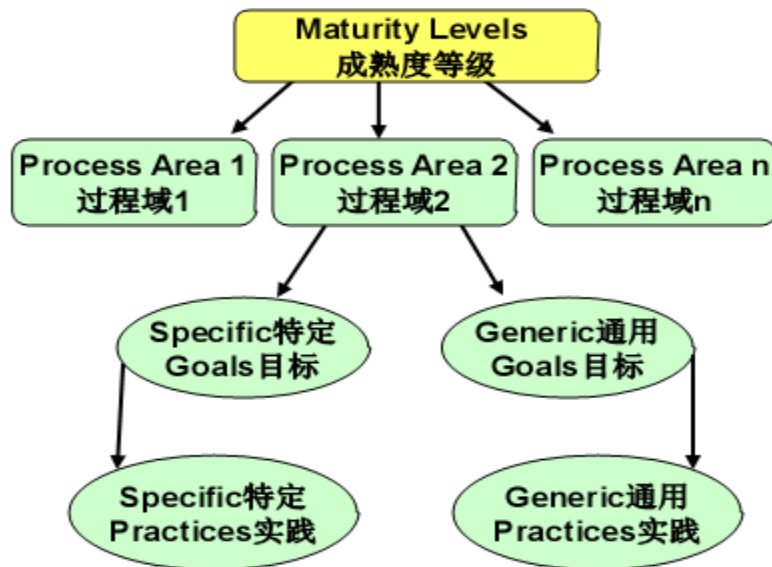 Maturity Levels
成熟度等级
Process Area 1
过程域1
Process Area 2
过程域2
Process Area n
过程域n
Specific特定
Goals目标
Generic通用
Goals目标
Specific特定
Practices实践
Generic通用
Practices实践